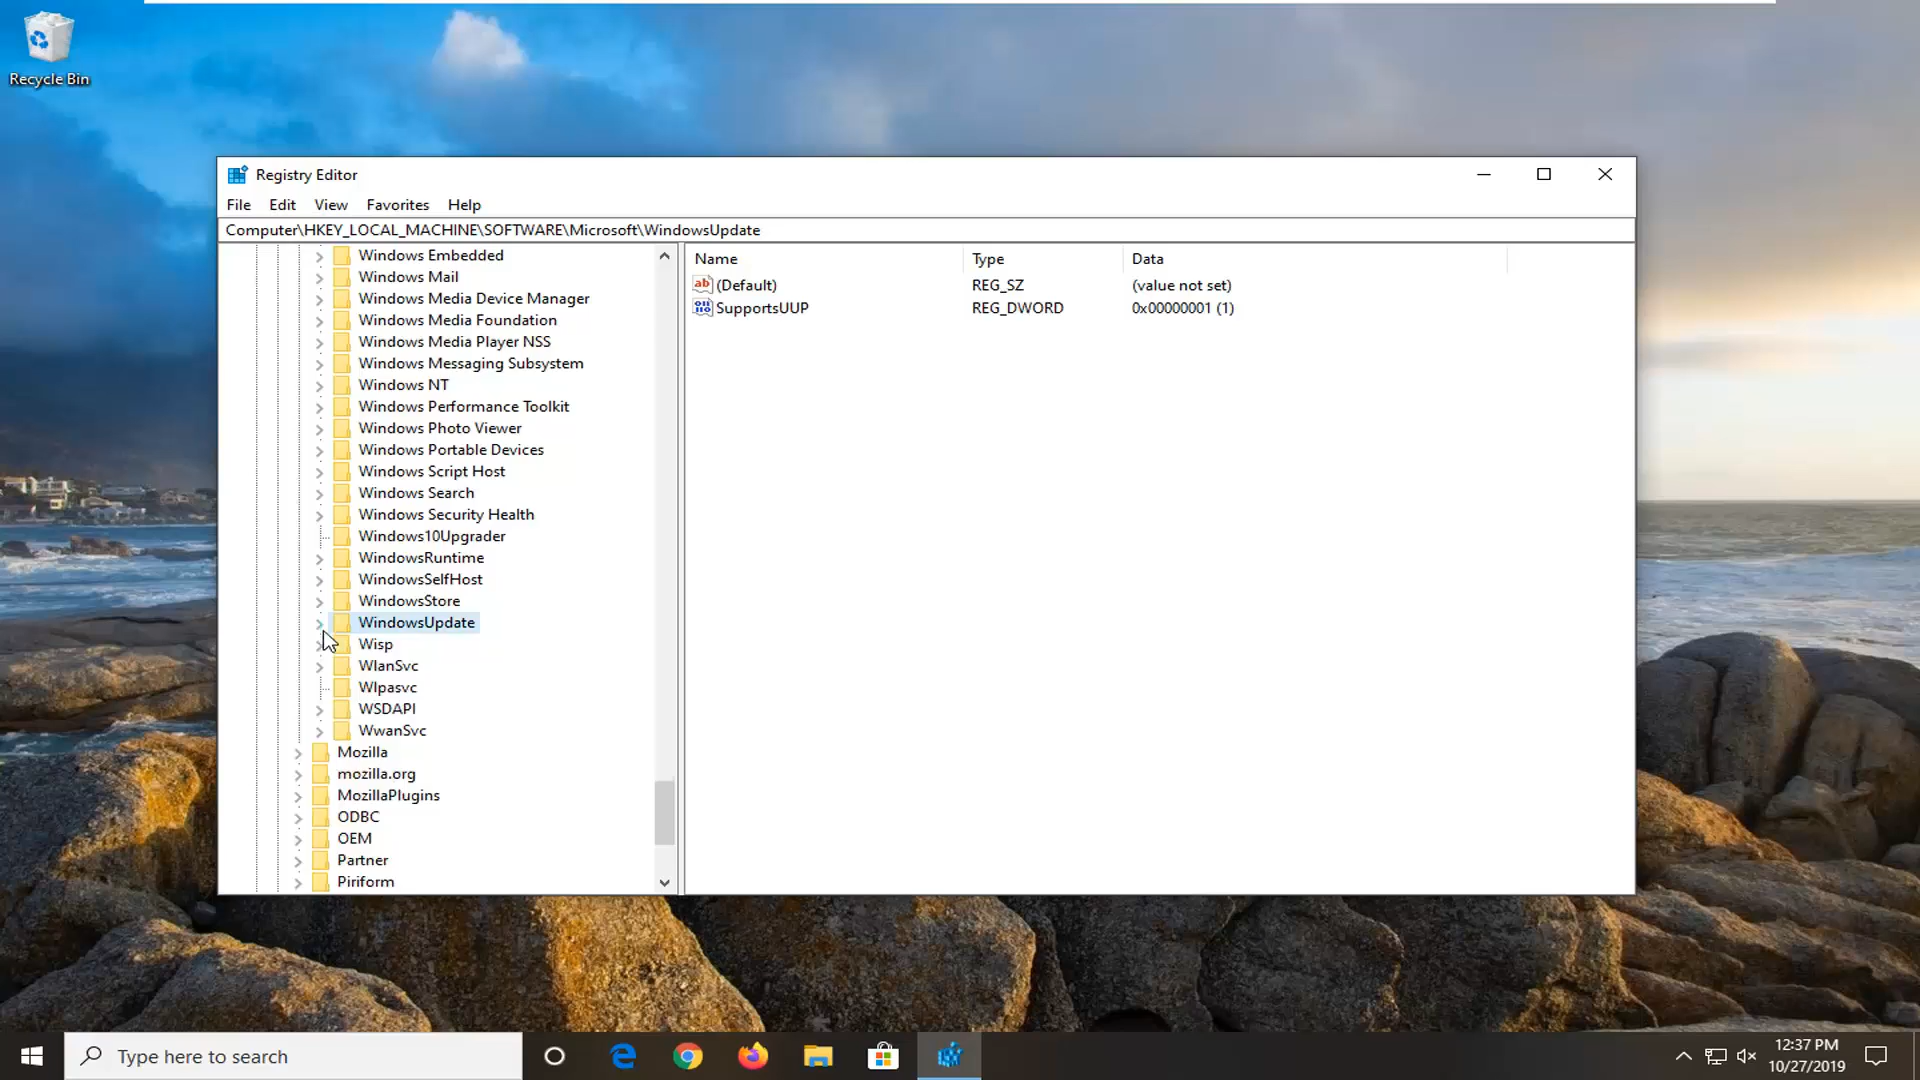 Recycle Bin
Registry Editor
File Edit View Favorites Help
Computer\HKEY_LOCAL_MACHINE\SOFTWARE\Microsoft\WindowsUpdate
Windows Embedded
Windows Mail
Windows Media Device Manager
Windows Media Foundation
Windows Media Player NSS
Windows Messaging Subsystem
Windows NT
Windows Performance Toolkit
Windows Photo Viewer
Windows Portable Devices
Windows Script Host
Windows Search
Windows Security Health
Windows10Upgrader
WindowsRuntime
WindowsSelfHost
WindowsStore
WindowsUpdate
Wisp
WlanSvc
Wlpasvc
WSDAPI
WwanSvc
Mozilla
mozilla.org
MozillaPlugins
ODBC
OEM
Partner
Piriform
Name Type Data
(Default) REG_SZ (value not set)
SupportsUUP REG_DWORD 0x00000001 (1)
Type here to search
12:37 PM
10/27/2019